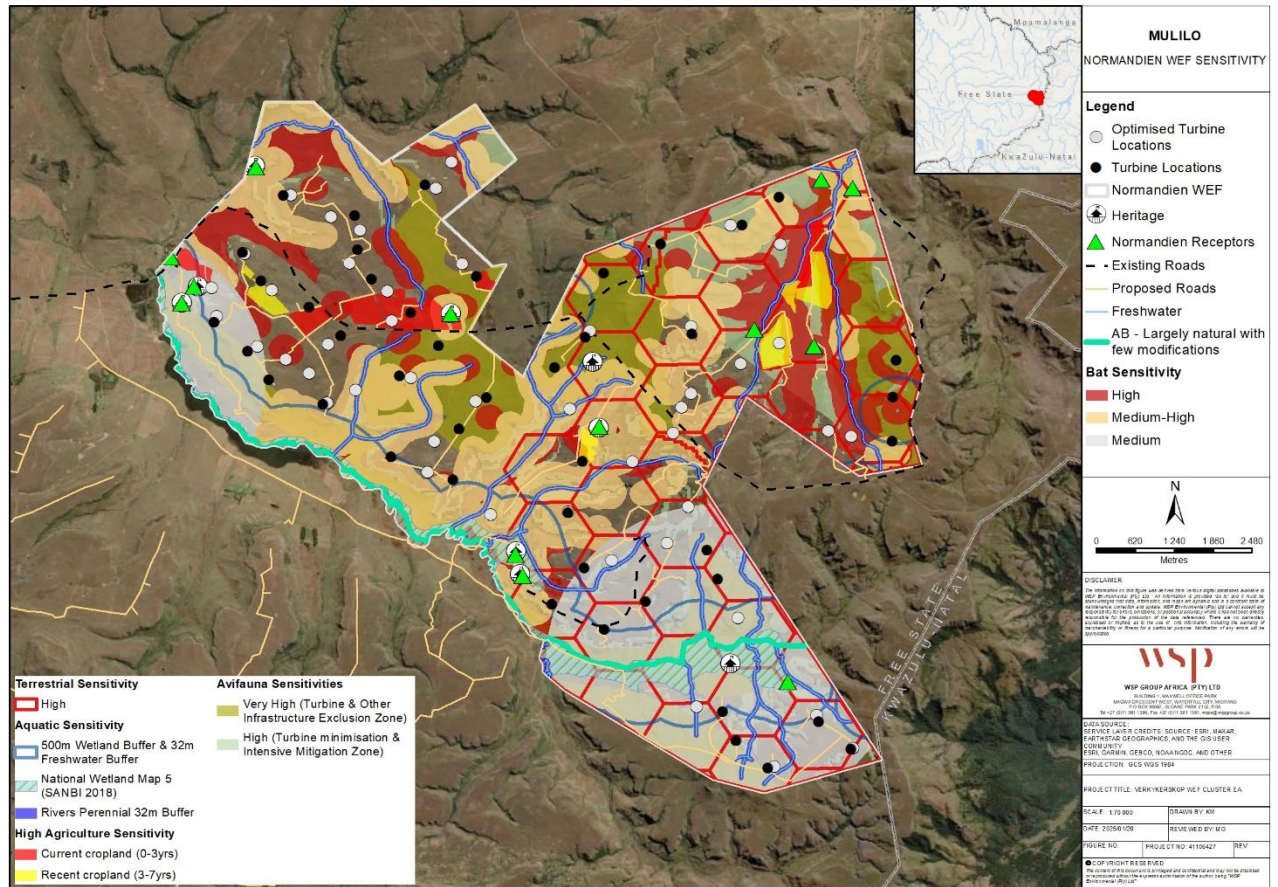 MULILO
NORMANDIEN WEF SENSITIVITY
Mpumalanga
Free State
KwaZulu-Natal
Legend
Optimised Turbine
Locations
Turbine Locations
Normandien WEF
Heritage
Normandien Receptors
Existing Roads
Proposed Roads
Freshwater
AB - Largely natural with
few modifications
Bat Sensitivity
High
Medium-High
Medium
N
0 620 1 240 1 860 2 480
Metres
FREE STATE
KWAZULU-NATAL
DISCLAIMER
WSP
WSP GROUP AFRICA (PTY) LTD
BUILDING 1, MAXWELL OFFICE PARK
DATA SOURCE:
SERVICE LAYER CREDITS: SOURCE: ESRI, MAXAR,
EARTHSTAR GEOGRAPHICS, AND THE GIS USER
COMMUNITY
ESRI, GARMIN, GEBCO, NOAA NGDC, AND OTHER
PROJECTION: GCS WGS 1984
PROJECT TITLE: VERKYKERSKOP WEF CLUSTER EA
SCALE: 1:70 000 DRAWN BY: KM
DATE: 2025/01/20 REVIEWED BY: MO
FIGURE NO. PROJECT NO: 41106427 REV
© COPYRIGHT RESERVED
Terrestrial Sensitivity
High
Aquatic Sensitivity
500m Wetland Buffer & 32m
Freshwater Buffer
National Wetland Map 5
(SANBI 2018)
Rivers Perennial 32m Buffer
High Agriculture Sensitivity
Current cropland (0-3yrs)
Recent cropland (3-7yrs)
Avifauna Sensitivities
Very High (Turbine & Other
Infrastructure Exclusion Zone)
High (Turbine minimisation &
Intensive Mitigation Zone)